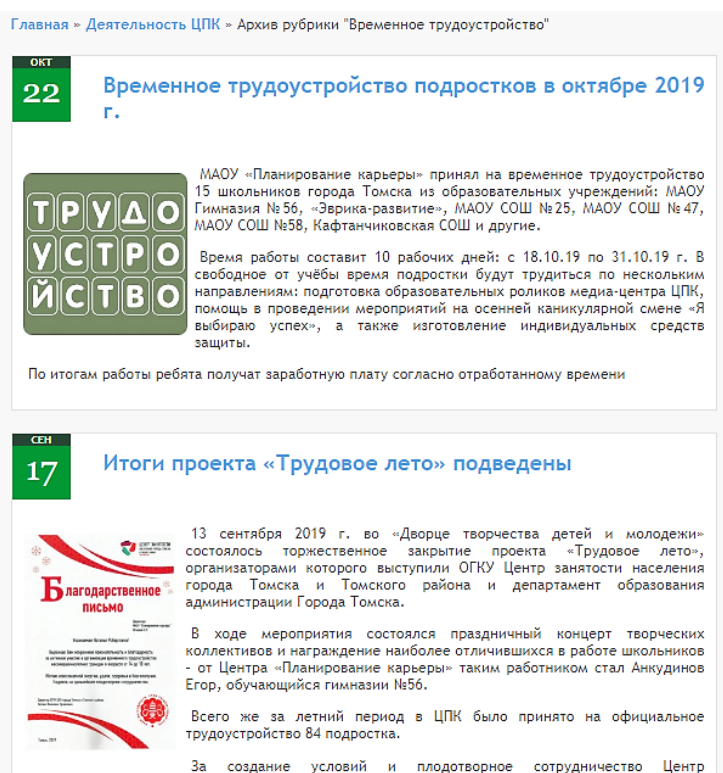 Главная » Деятельность ЦПК » Архив рубрики "Временное трудоустройство"
ОКТ
22
Временное трудоустройство подростков в октябре 2019
г.
ТРУДО
УСТРО
ЙСТВО
МАОУ «Планирование карьеры» принял на временное трудоустройство
15 школьников города Томска из образовательных учреждений: МАОУ
Гимназия №56, «Эврика-развитие», МАОУ СОШ №25, МАОУ СОШ №47,
МАОУ СОШ №58, Кафтанчиковская СОШ и другие.
Время работы составит 10 рабочих дней: с 18.10.19 по 31.10.19 г. В
свободное от учёбы время подростки будут трудиться по нескольким
направлениям: подготовка образовательных роликов медиа-центра ЦПК,
помощь в проведении мероприятий на осенней каникулярной смене «Я
выбираю успех», а также изготовление индивидуальных средств
защиты.
По итогам работы ребята получат заработную плату согласно отработанному времени
СЕН
17
Итоги проекта «Трудовое лето» подведены
Благодарственное
письмо
13 сентября 2019 г. во «Дворце творчества детей и молодежи»
состоялось торжественное закрытие проекта «Трудовое лето»,
организаторами которого выступили ОГКУ Центр занятости населения
города Томска и Томского района и департамент образования
администрации Города Томска.
В ходе мероприятия состоялся праздничный концерт творческих
коллективов и награждение наиболее отличившихся в работе школьников
- от Центра «Планирование карьеры» таким работником стал Анкудинов
Егор, обучающийся гимназии №56.
Всего же за летний период в ЦПК было принято на официальное
трудоустройство 84 подростка.
За создание условий и плодотворное сотрудничество Центр